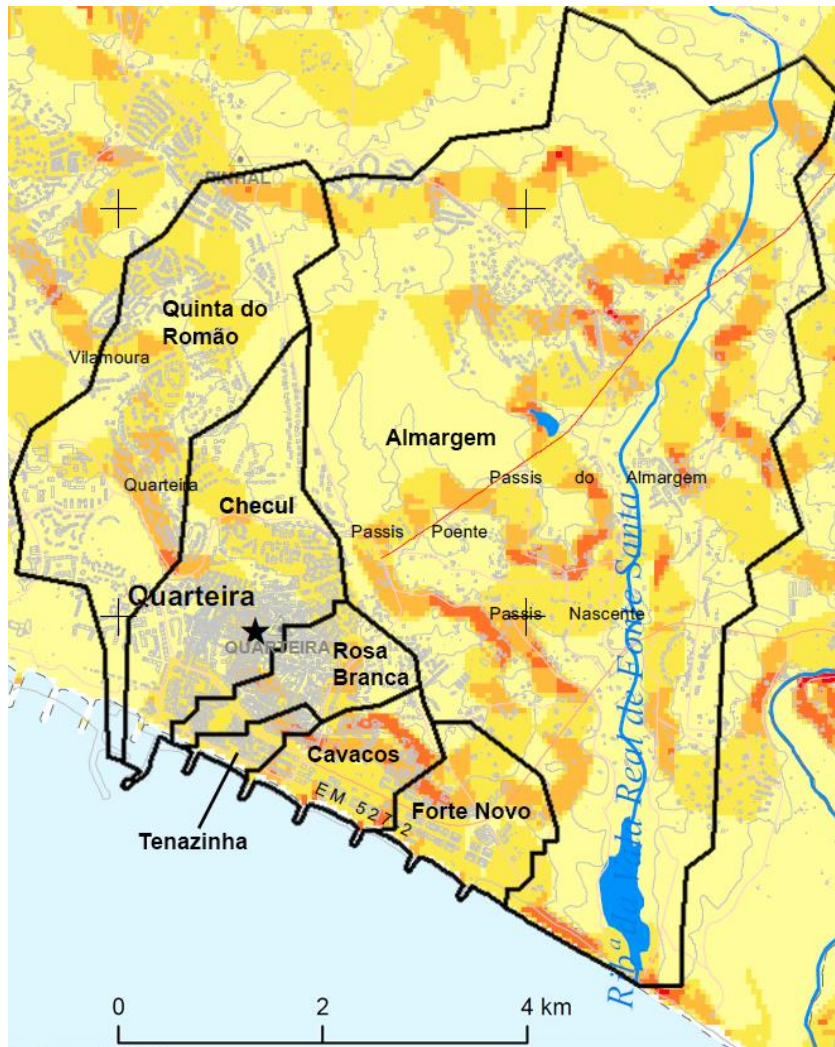 PINHAL
Quinta do
Romão
Vilamoura
Almargem
Quarteira
Checul
Passis do Almargem
Passis Poente
Quarteira
Passis Nascente
QUARTEIRA
Rosa
Branca
Cavacos
EM 527-2
Forte Novo
Tenazinha
Ribª da Vala Real de Fonte Santa
0 2 4 km